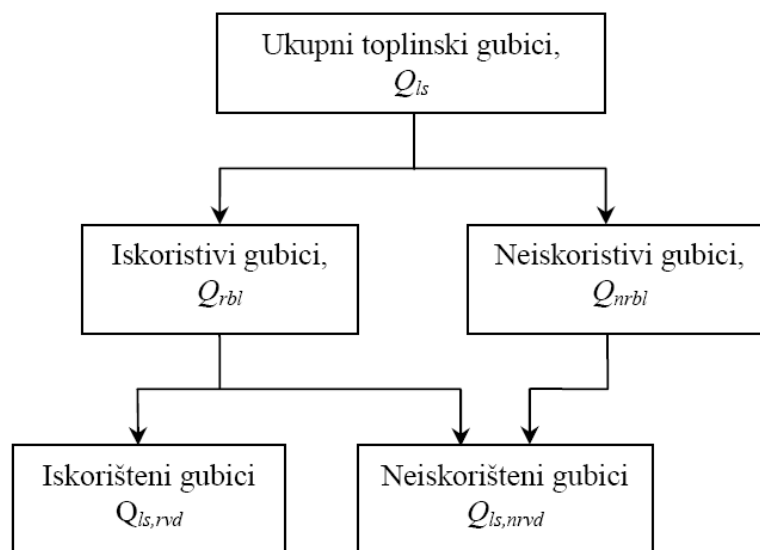 Ukupni toplinski gubici,
Qls
Iskoristivi gubici,
Qrbl
Neiskoristivi gubici,
Qnrbl
Iskorišteni gubici
Qls,rvd
Neiskorišteni gubici
Qls,nrvd